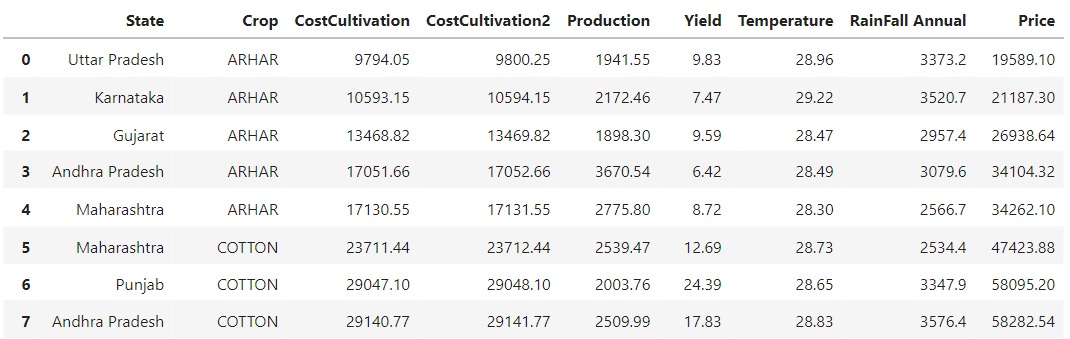 State Crop CostCultivation CostCultivation2 Production Yield Temperature RainFall Annual Price
0 Uttar Pradesh ARHAR 9794.05 9800.25 1941.55 9.83 28.96 3373.2 19589.10
1 Karnataka ARHAR 10593.15 10594.15 2172.46 7.47 29.22 3520.7 21187.30
2 Gujarat ARHAR 13468.82 13469.82 1898.30 9.59 28.47 2957.4 26938.64
3 Andhra Pradesh ARHAR 17051.66 17052.66 3670.54 6.42 28.49 3079.6 34104.32
4 Maharashtra ARHAR 17130.55 17131.55 2775.80 8.72 28.30 2566.7 34262.10
5 Maharashtra COTTON 23711.44 23712.44 2539.47 12.69 28.73 2534.4 47423.88
6 Punjab COTTON 29047.10 29048.10 2003.76 24.39 28.65 3347.9 58095.20
7 Andhra Pradesh COTTON 29140.77 29141.77 2509.99 17.83 28.83 3576.4 58282.54